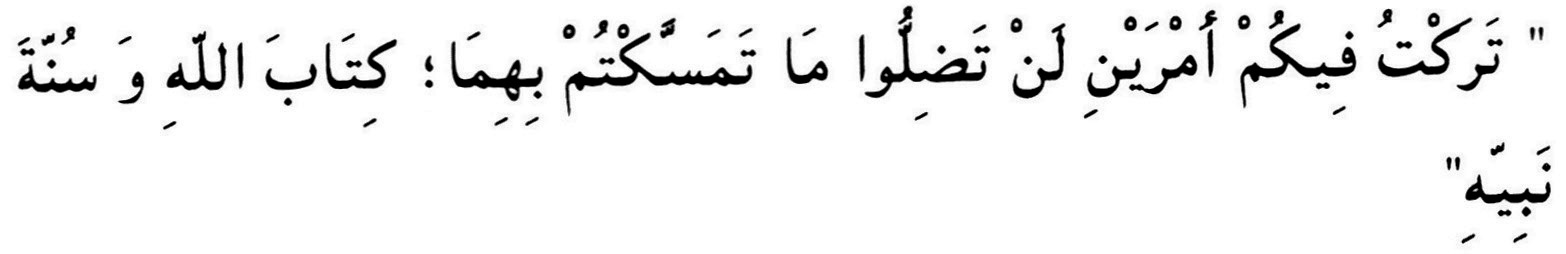 " تَرَكْتُ فِيكُمْ أَمْرَيْنِ لَنْ تَضِلُّوا مَا تَمَسَّكْتُمْ بِهِمَا؛ كِتَابَ اللّهِ وَ سُنّةَ
نَبِيّهِ"